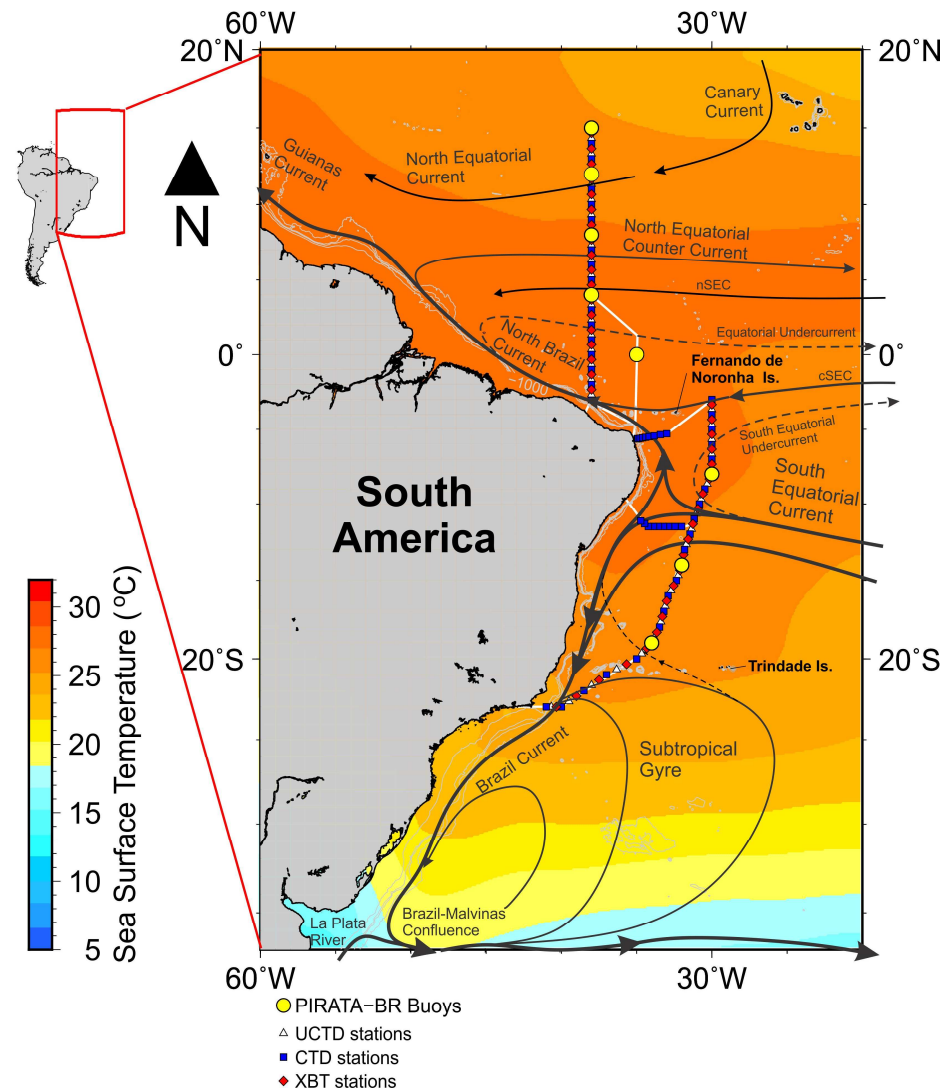 60°W
30°W
20°N
20°N
Canary
Current
Guianas
Current
North Equatorial
Current
N
North Equatorial
Counter Current
nSEC
Equatorial Undercurrent
North Brazil
Current
0°
0°
Fernando de
Noronha Is.
cSEC
−1000
South Equatorial
Undercurrent
South
Equatorial
Current
South
America
30
25
20
15
10
5
Sea Surface Temperature (ºC)
20°S
20°S
Trindade Is.
Brazil Current
Subtropical
Gyre
La Plata
River
Brazil-Malvinas
Confluence
60°W
30°W
PIRATA−BR Buoys
UCTD stations
CTD stations
XBT stations